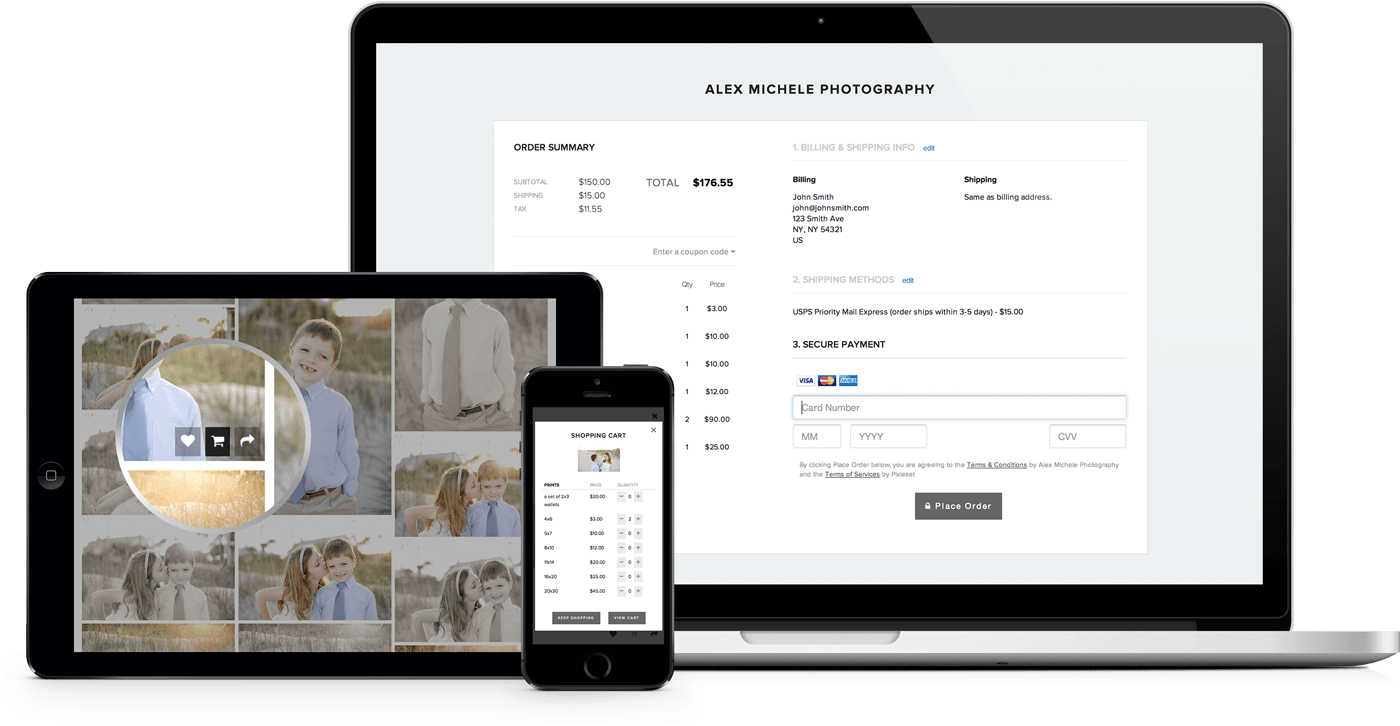 ALEX MICHELE PHOTOGRAPHY
ORDER SUMMARY
SUBTOTAL $150.00
SHIPPING $15.00
TAX $11.55
TOTAL $176.55
Enter a coupon code
Qty Price
1 $3.00
1 $10.00
1 $10.00
1 $12.00
2 $90.00
1 $25.00
1. BILLING & SHIPPING INFO edit
Billing
John Smith
john@johnsmith.com
123 Smith Ave
NY, NY 54321
US
Shipping
Same as billing address.
2. SHIPPING METHODS edit
USPS Priority Mail Express (order ships within 3-5 days) - $15.00
3. SECURE PAYMENT
VISA MasterCard
Card Number
MM YYYY CVV
By clicking Place Order below, you are agreeing to the Terms & Conditions by Alex Michele Photography
and the Terms of Services by Pixieset
Place Order
SHOPPING CART
PRINTS PRICE QUANTITY
a set of 2x3 $20.00 − 0 +
wallets
4x6 $3.00 − 2 +
5x7 $10.00 − 0 +
8x10 $12.00 − 0 +
11x14 $20.00 − 0 +
16x20 $25.00 − 0 +
20x30 $45.00 − 0 +
KEEP SHOPPING VIEW CART